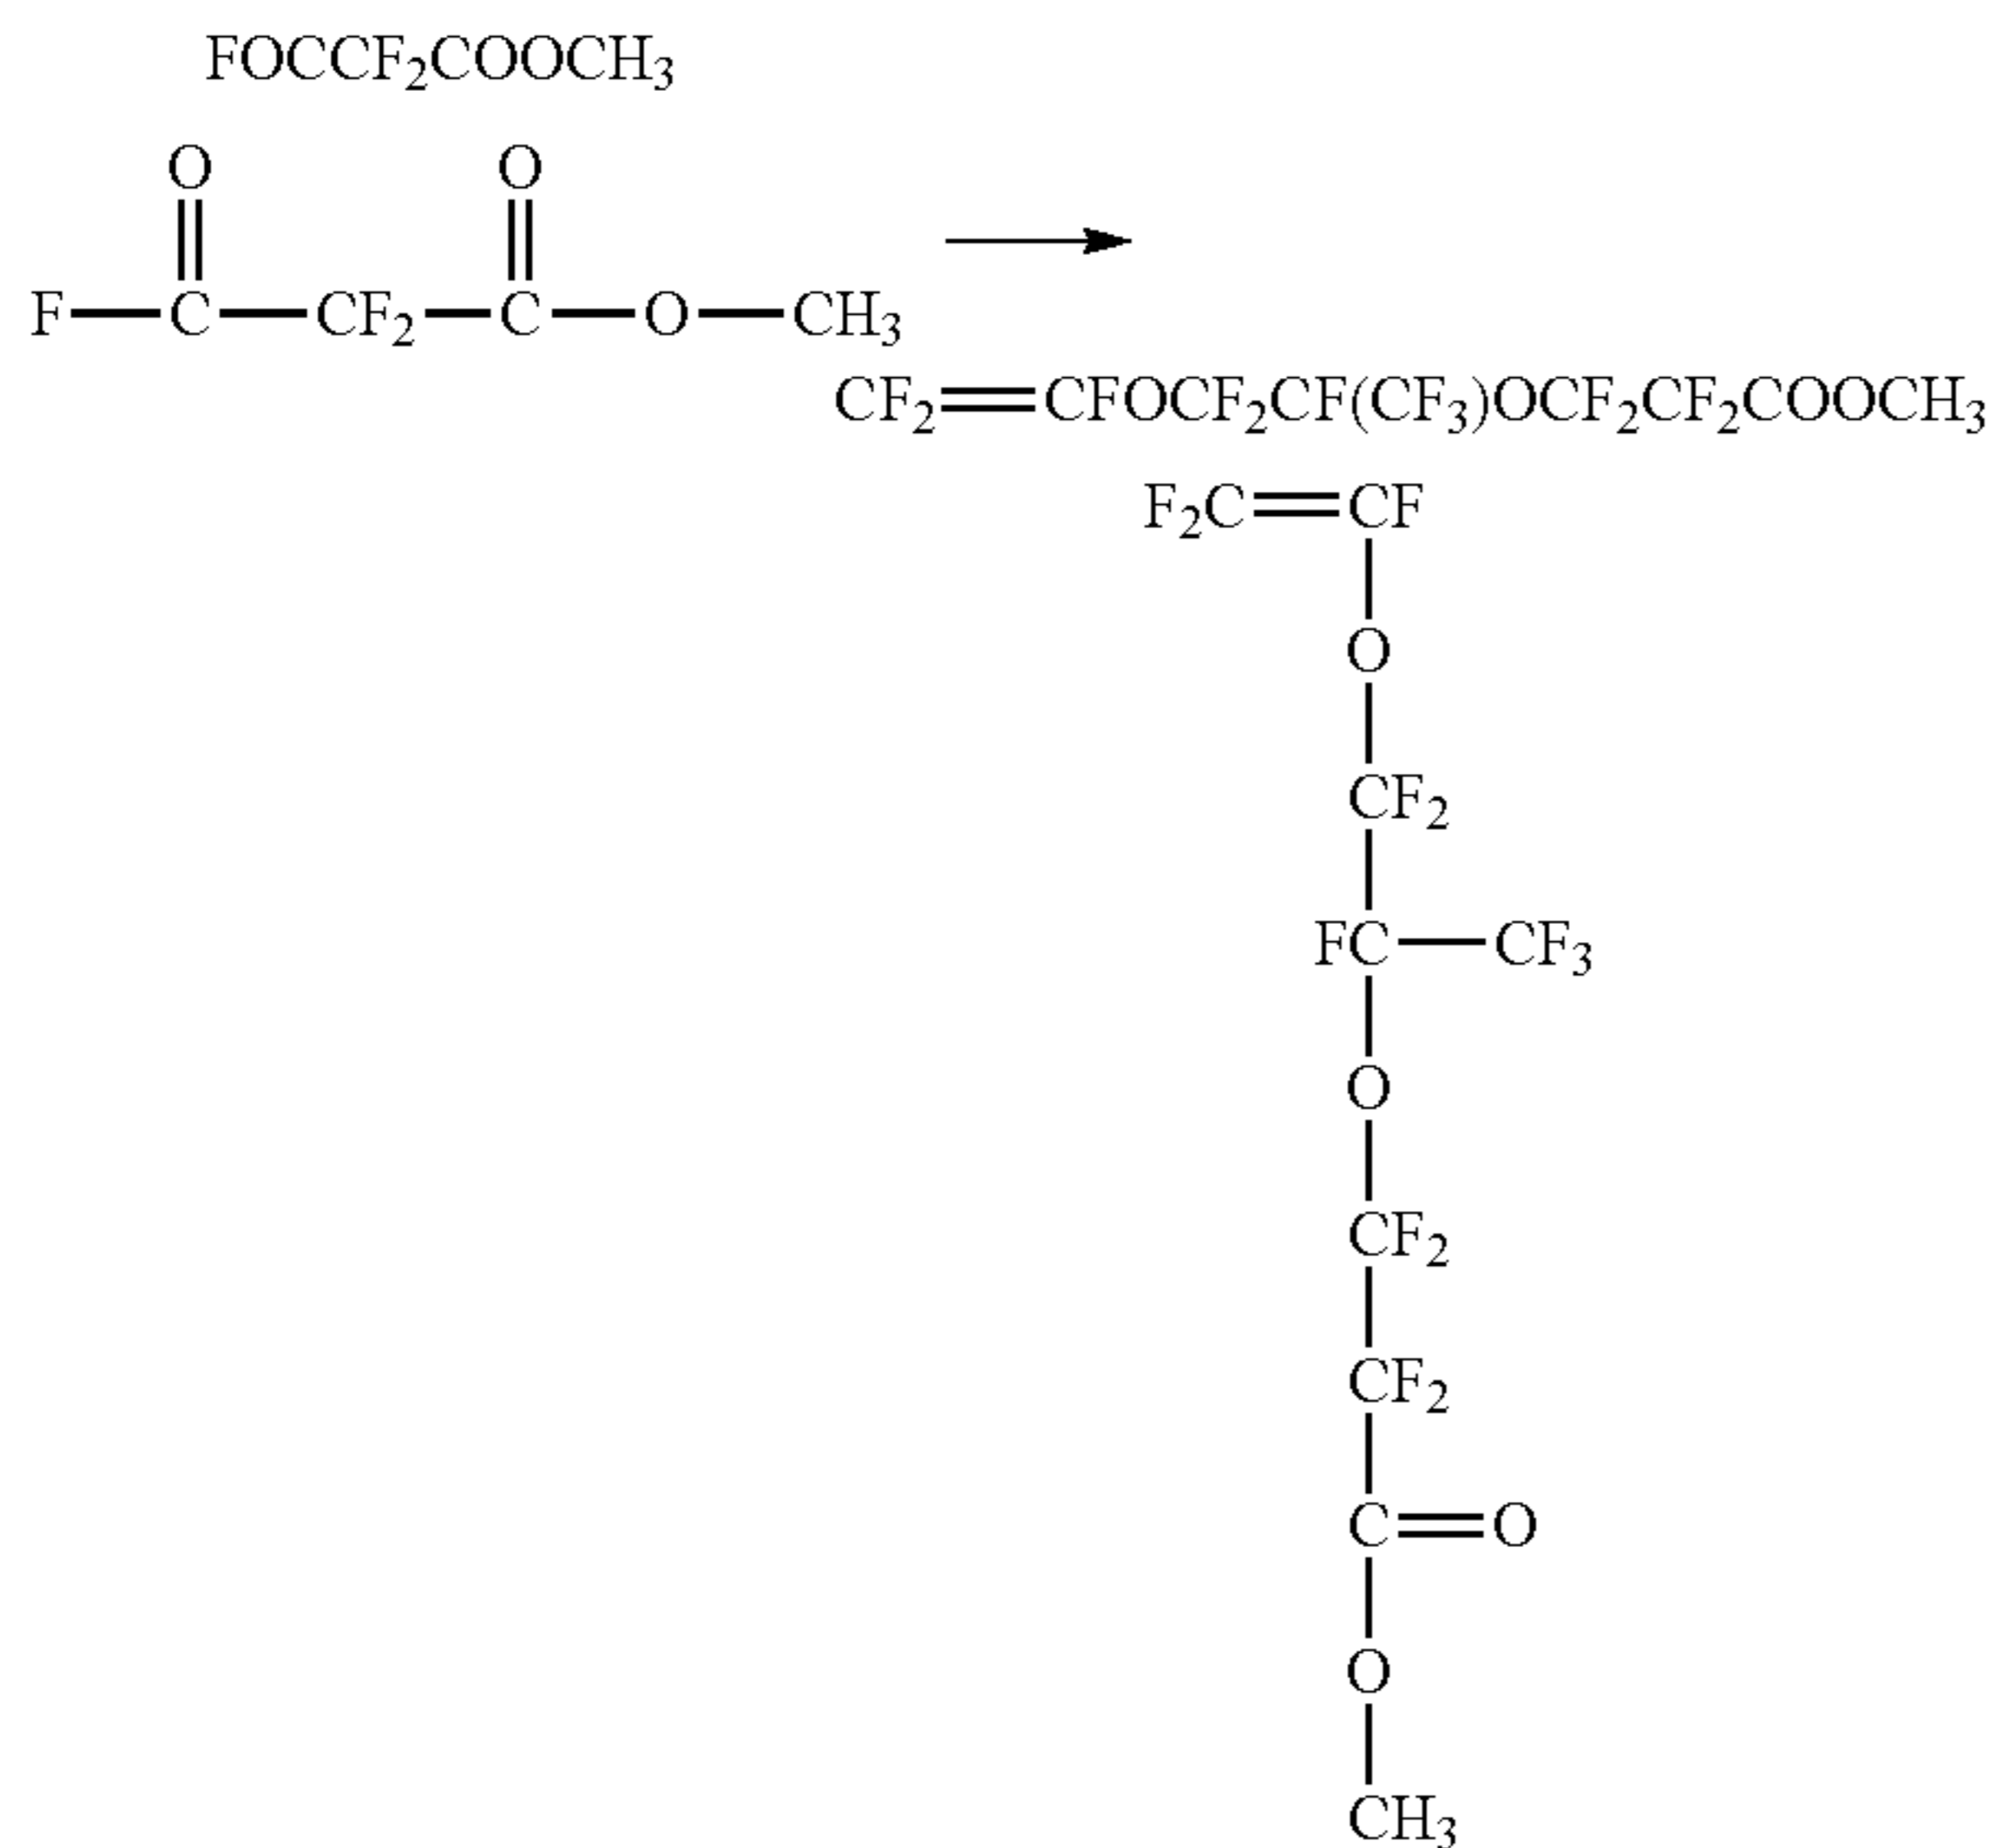 FOCCF₂COOCH₃
O O
F—C—CF₂—C—O—CH₃
CF₂=CFOCF₂CF(CF₃)OCF₂CF₂COOCH₃
F₂C=CF
O
CF₂
FC—CF₃
O
CF₂
CF₂
C=O
O
CH₃